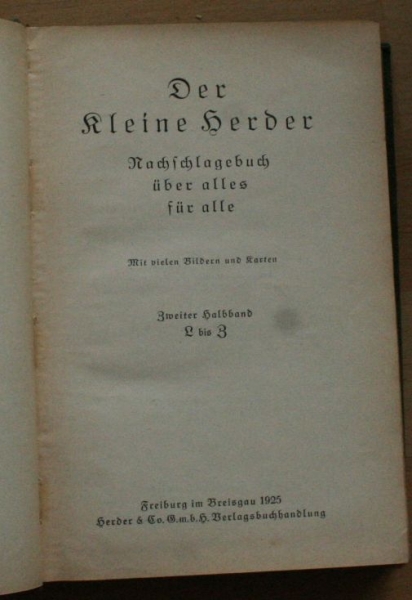 Der
Kleine Herder
Nachschlagebuch
über alles
für alle
Mit vielen Bildern und Karten
Zweiter Halbband
L bis Z
Freiburg im Breisgau 1925
Herder & Co. G.m.b.H. Verlagsbuchhandlung